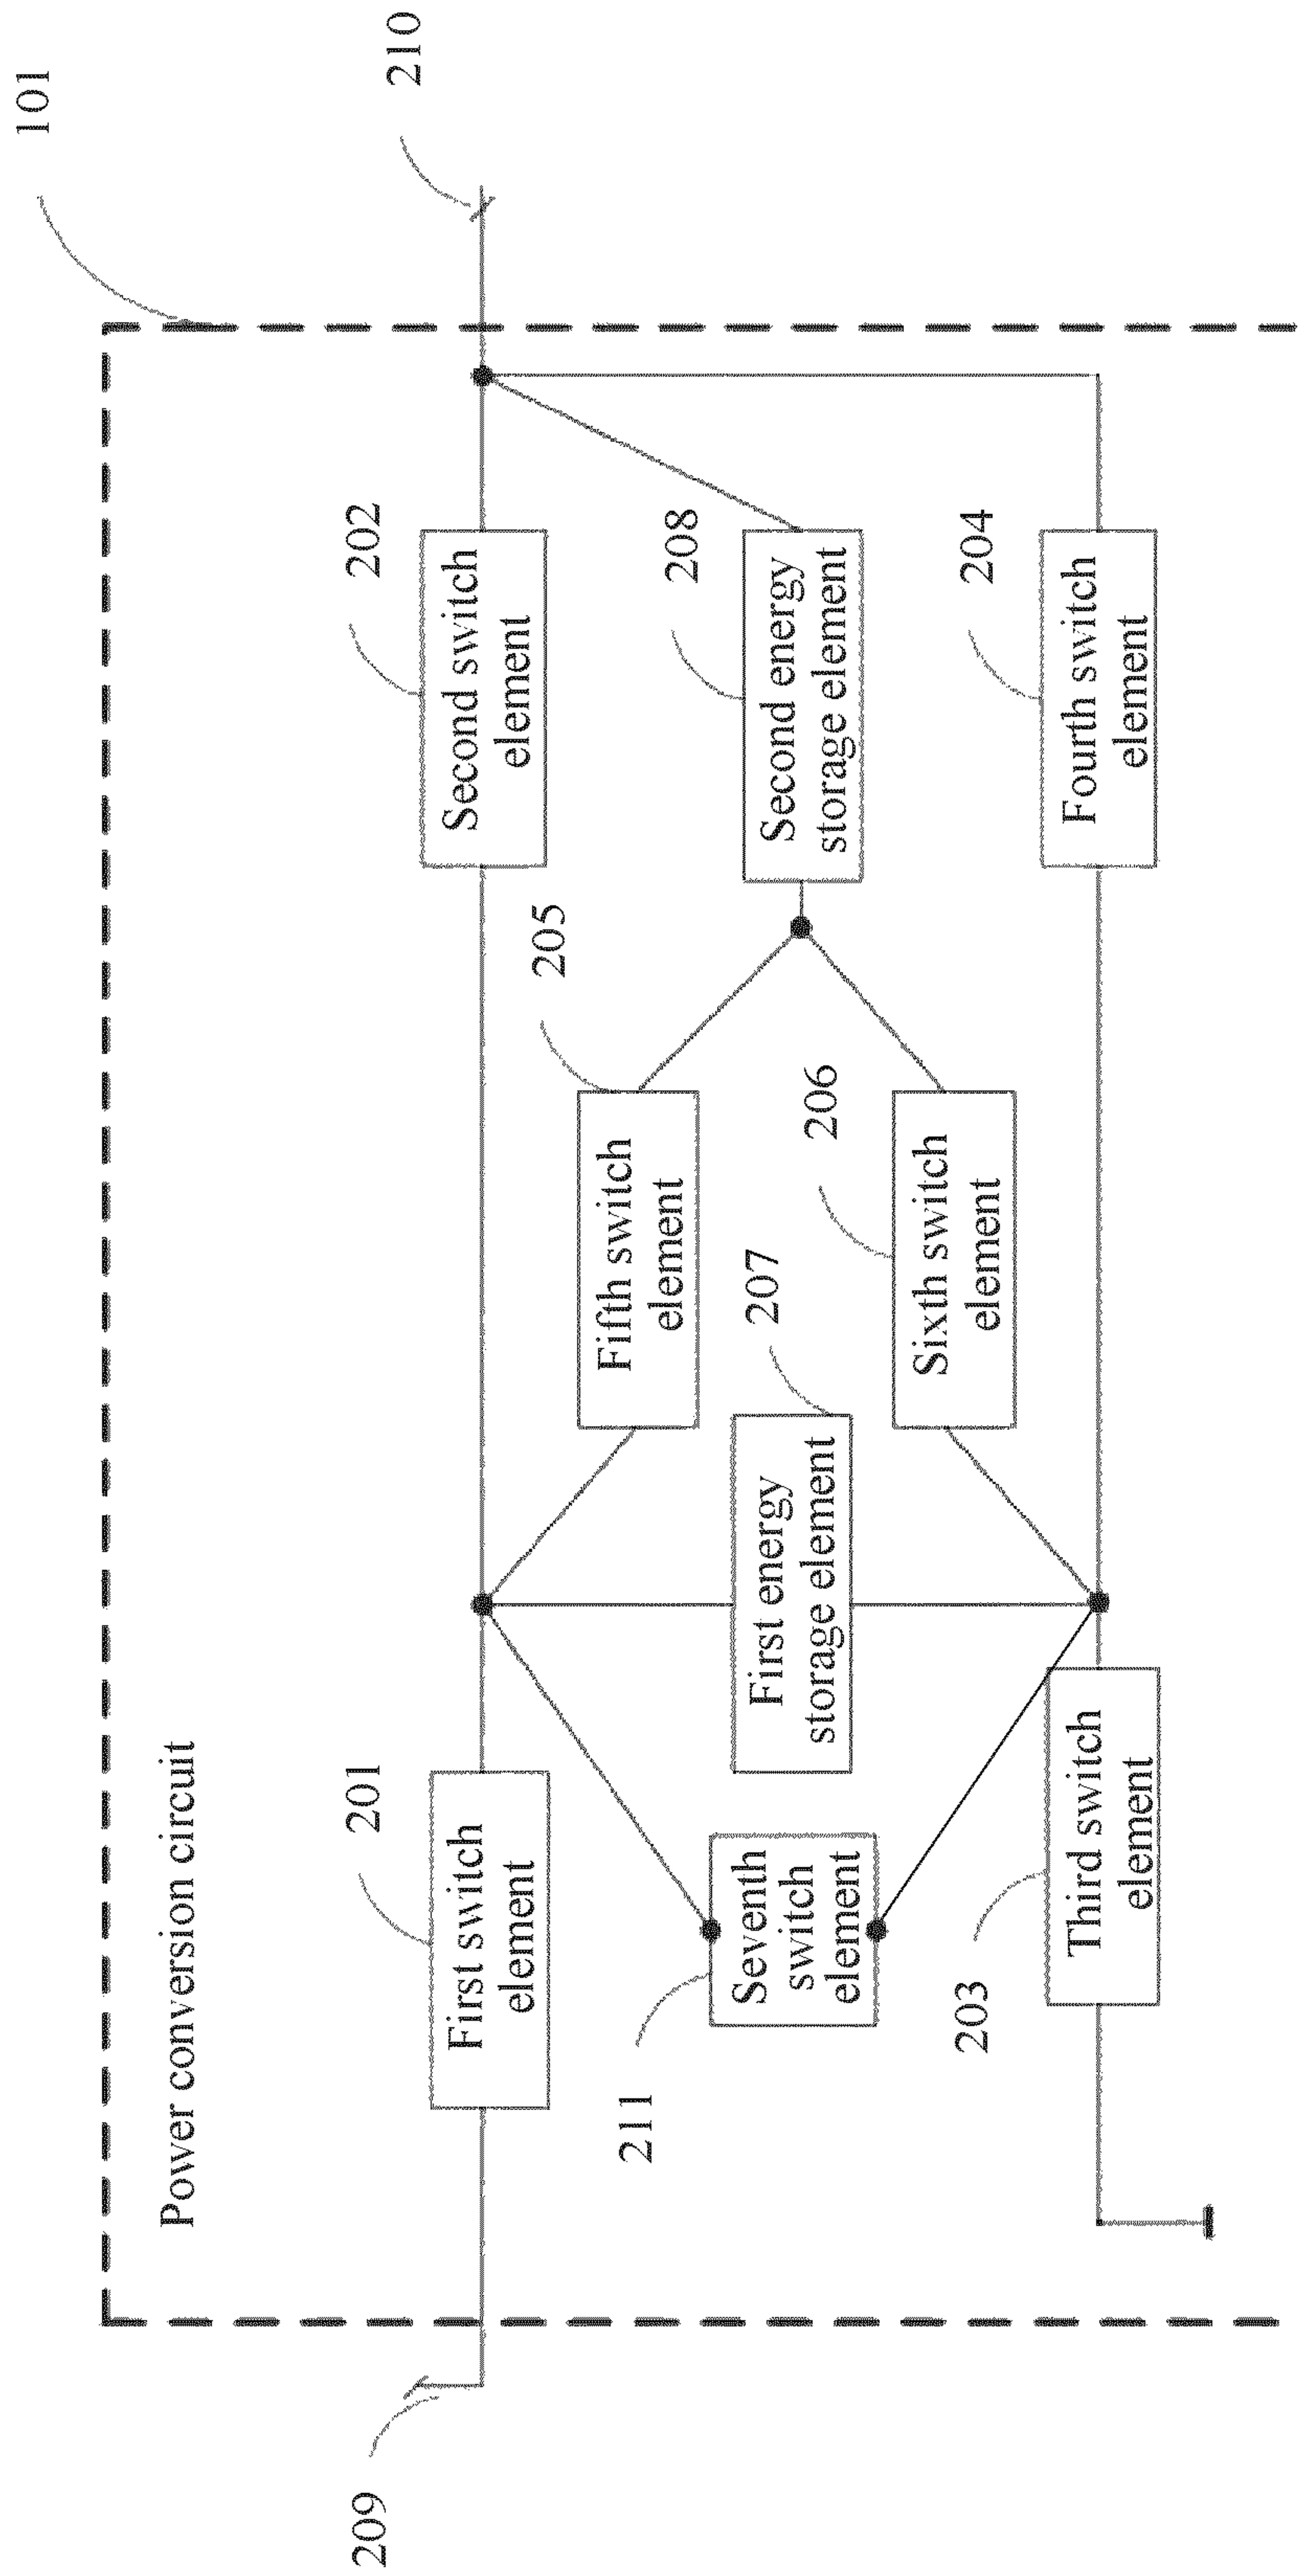 101
210
Power conversion circuit
209
201
First switch
element
202
Second switch
element
205
Fifth switch
element
211
Seventh
switch
element
207
First energy
storage element
208
Second energy
storage element
206
Sixth switch
element
203
Third switch
element
204
Fourth switch
element